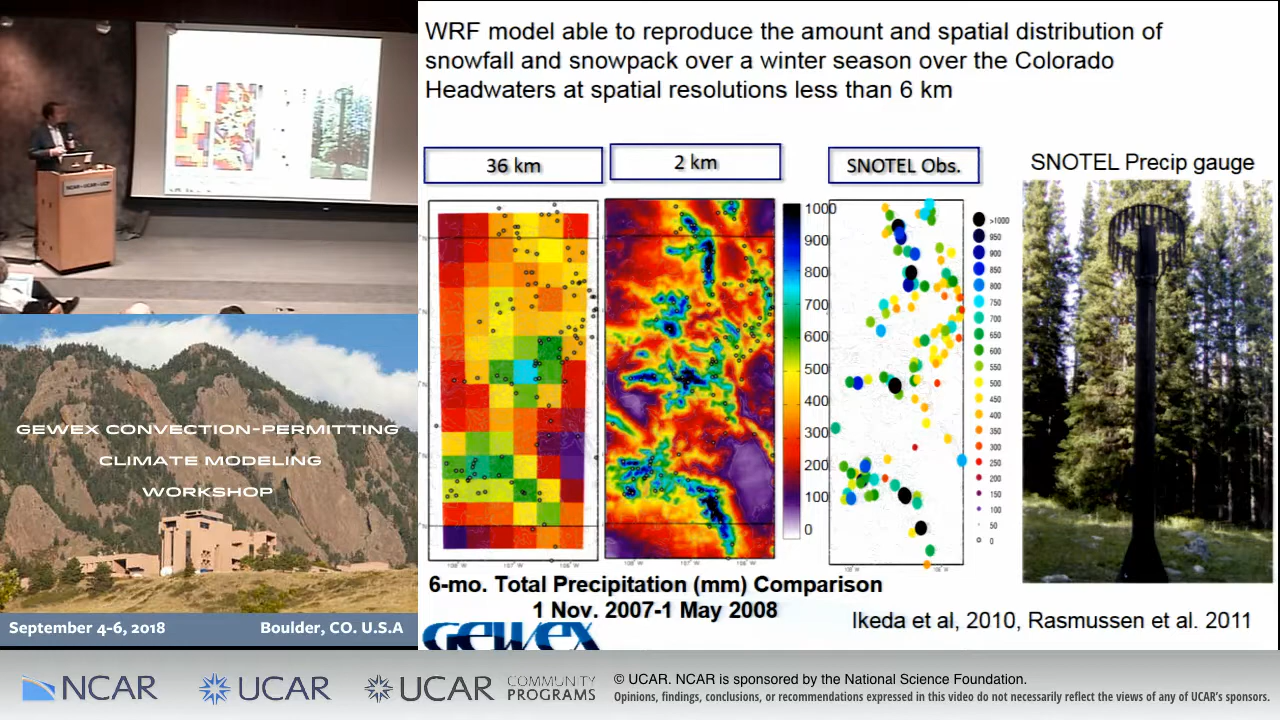 WRF model able to reproduce the amount and spatial distribution of
snowfall and snowpack over a winter season over the Colorado
Headwaters at spatial resolutions less than 6 km
36 km
2 km
SNOTEL Obs.
SNOTEL Precip gauge
1000
900
800
700
600
500
400
300
200
100
0
>1000
950
900
850
800
750
700
650
600
550
500
450
400
350
300
250
200
150
100
50
0
6-mo. Total Precipitation (mm) Comparison
1 Nov. 2007-1 May 2008
Ikeda et al, 2010, Rasmussen et al. 2011
GEWEX
NCAR-UCAR-UCP
GEWEX CONVECTION-PERMITTING
CLIMATE MODELING
WORKSHOP
September 4-6, 2018 Boulder, CO. U.S.A
NCAR
UCAR
UCAR
COMMUNITY
PROGRAMS
© UCAR. NCAR is sponsored by the National Science Foundation.
Opinions, findings, conclusions, or recommendations expressed in this video do not necessarily reflect the views of any of UCAR's sponsors.